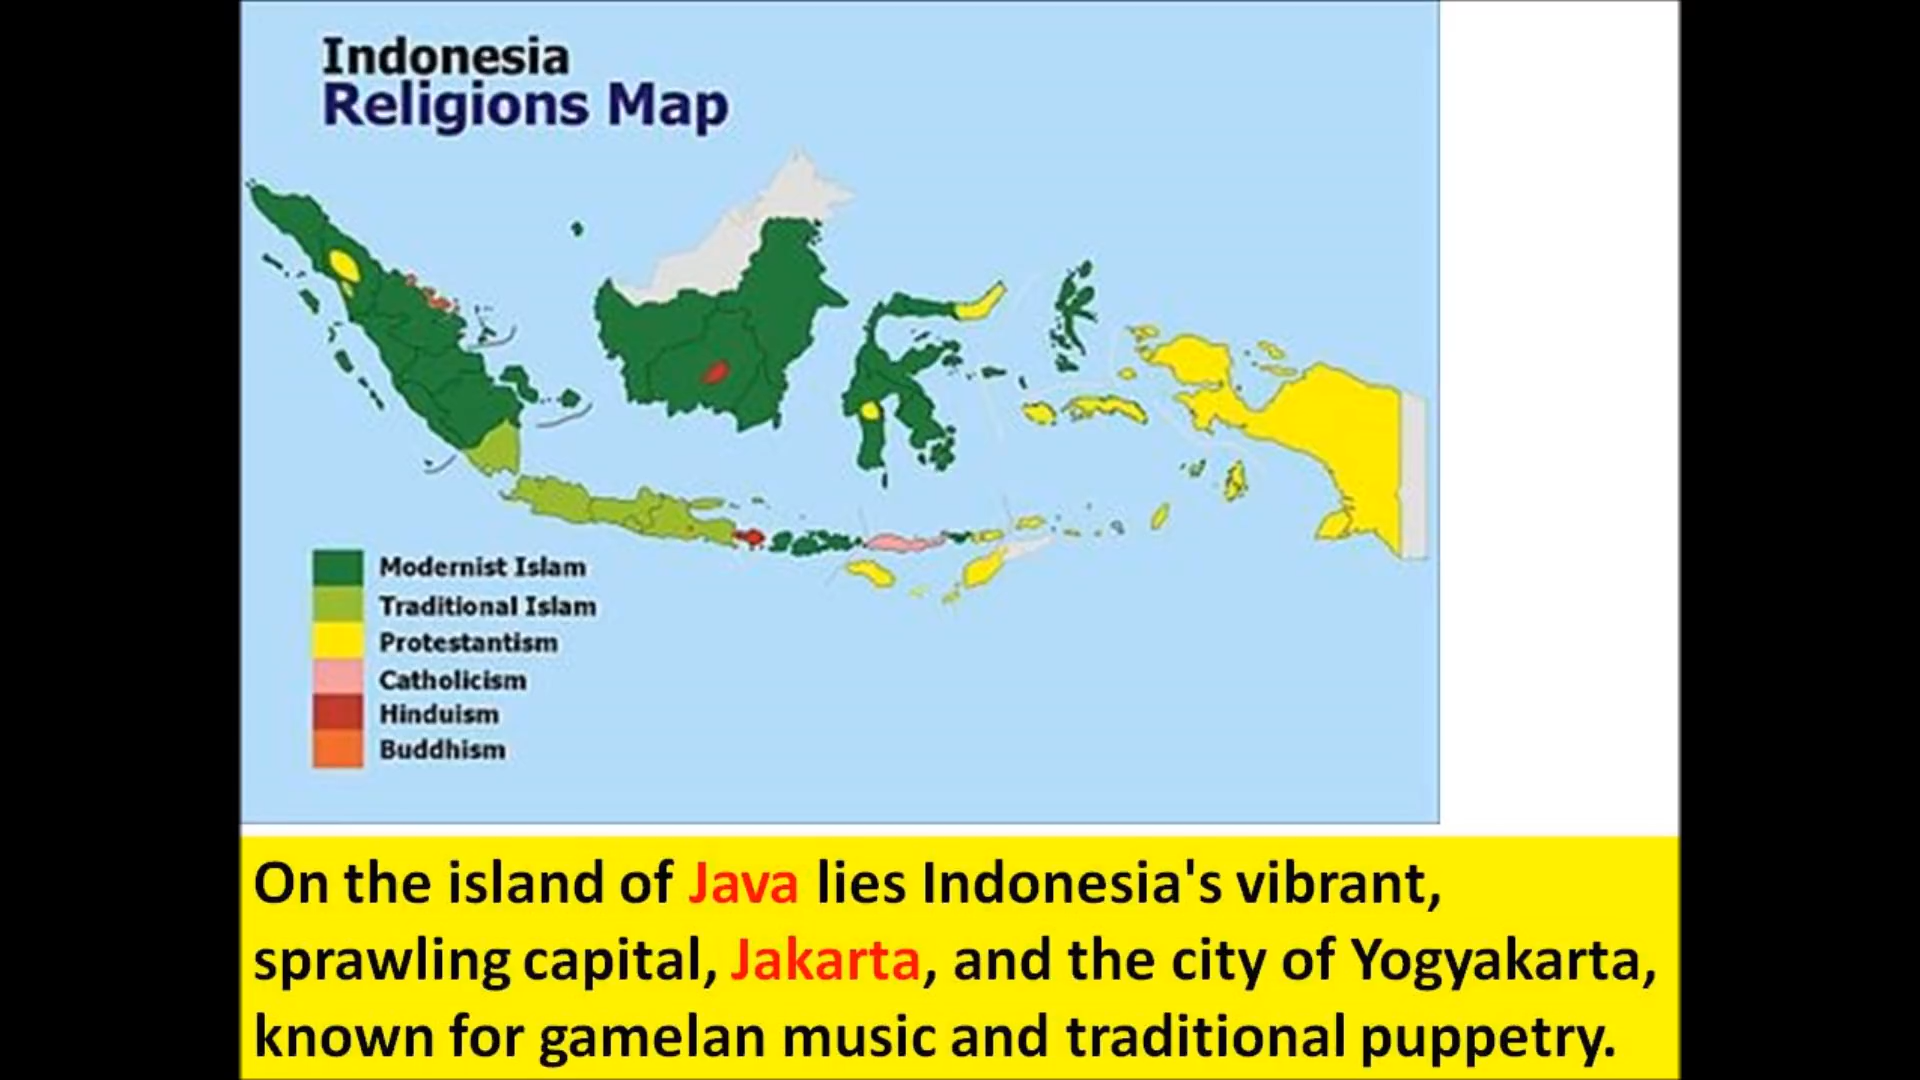 Indonesia
Religions Map
Modernist Islam
Traditional Islam
Protestantism
Catholicism
Hinduism
Buddhism
On the island of Java lies Indonesia's vibrant,
sprawling capital, Jakarta, and the city of Yogyakarta,
known for gamelan music and traditional puppetry.